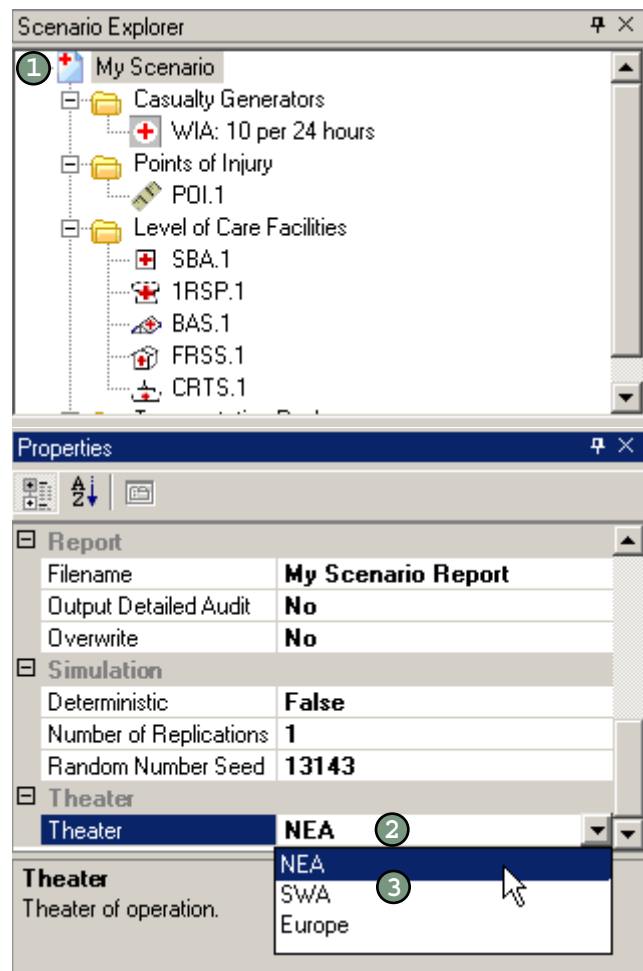 Scenario Explorer
1 My Scenario
Casualty Generators
WIA: 10 per 24 hours
Points of Injury
POI.1
Level of Care Facilities
SBA.1
1RSP.1
BAS.1
FRSS.1
CRTS.1
Properties
Report
Filename My Scenario Report
Output Detailed Audit No
Overwrite No
Simulation
Deterministic False
Number of Replications 1
Random Number Seed 13143
Theater
Theater NEA 2
NEA
SWA 3
Europe
Theater
Theater of operation.